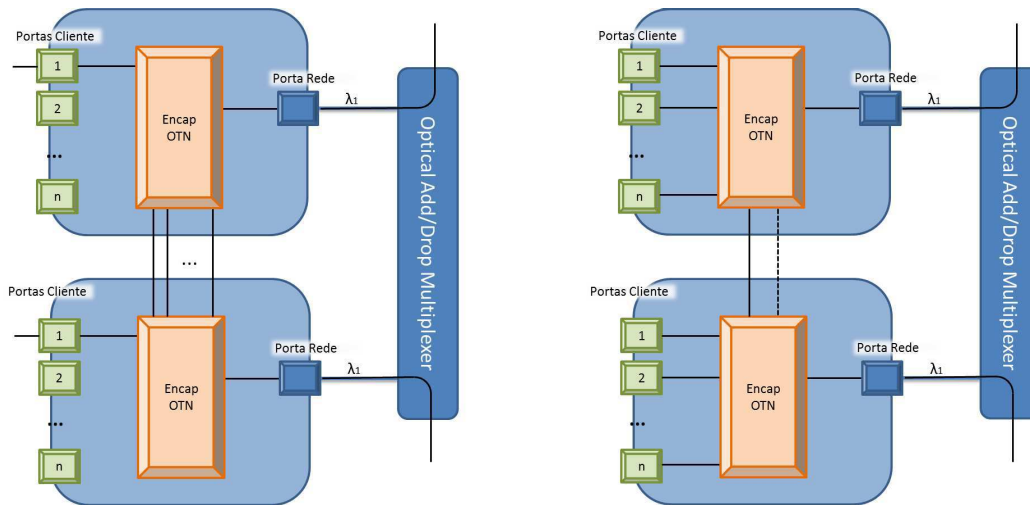 Portas Cliente
1
2
...
n
Encap
OTN
Porta Rede
λ1
...
Portas Cliente
1
2
...
n
Encap
OTN
Porta Rede
λ1
Optical Add/Drop Multiplexer
Portas Cliente
1
2
...
n
Encap
OTN
Porta Rede
λ1
Portas Cliente
1
2
...
n
Encap
OTN
Porta Rede
λ1
Optical Add/Drop Multiplexer